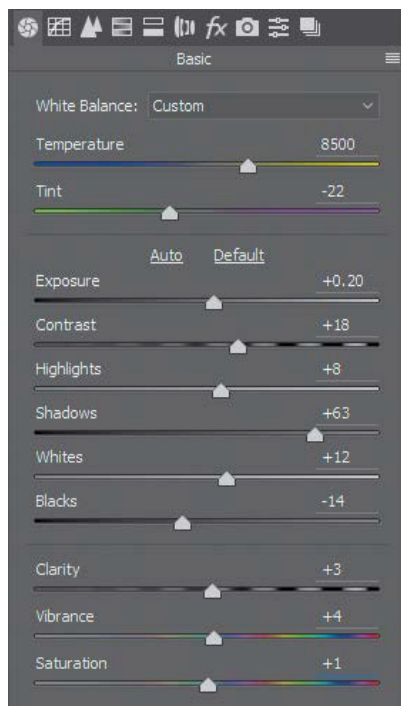 fx
Basic
White Balance: Custom
Temperature 8500
Tint -22
Auto Default
Exposure +0.20
Contrast +18
Highlights +8
Shadows +63
Whites +12
Blacks -14
Clarity +3
Vibrance +4
Saturation +1